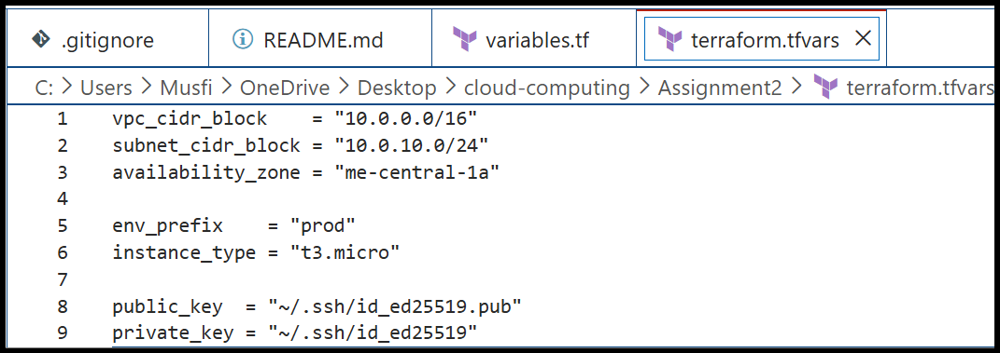 .gitignore README.md variables.tf terraform.tfvars
C: > Users > Musfi > OneDrive > Desktop > cloud-computing > Assignment2 > terraform.tfvars
1 vpc_cidr_block    = "10.0.0.0/16"
2 subnet_cidr_block = "10.0.10.0/24"
3 availability_zone = "me-central-1a"
4
5 env_prefix    = "prod"
6 instance_type = "t3.micro"
7
8 public_key  = "~/.ssh/id_ed25519.pub"
9 private_key = "~/.ssh/id_ed25519"